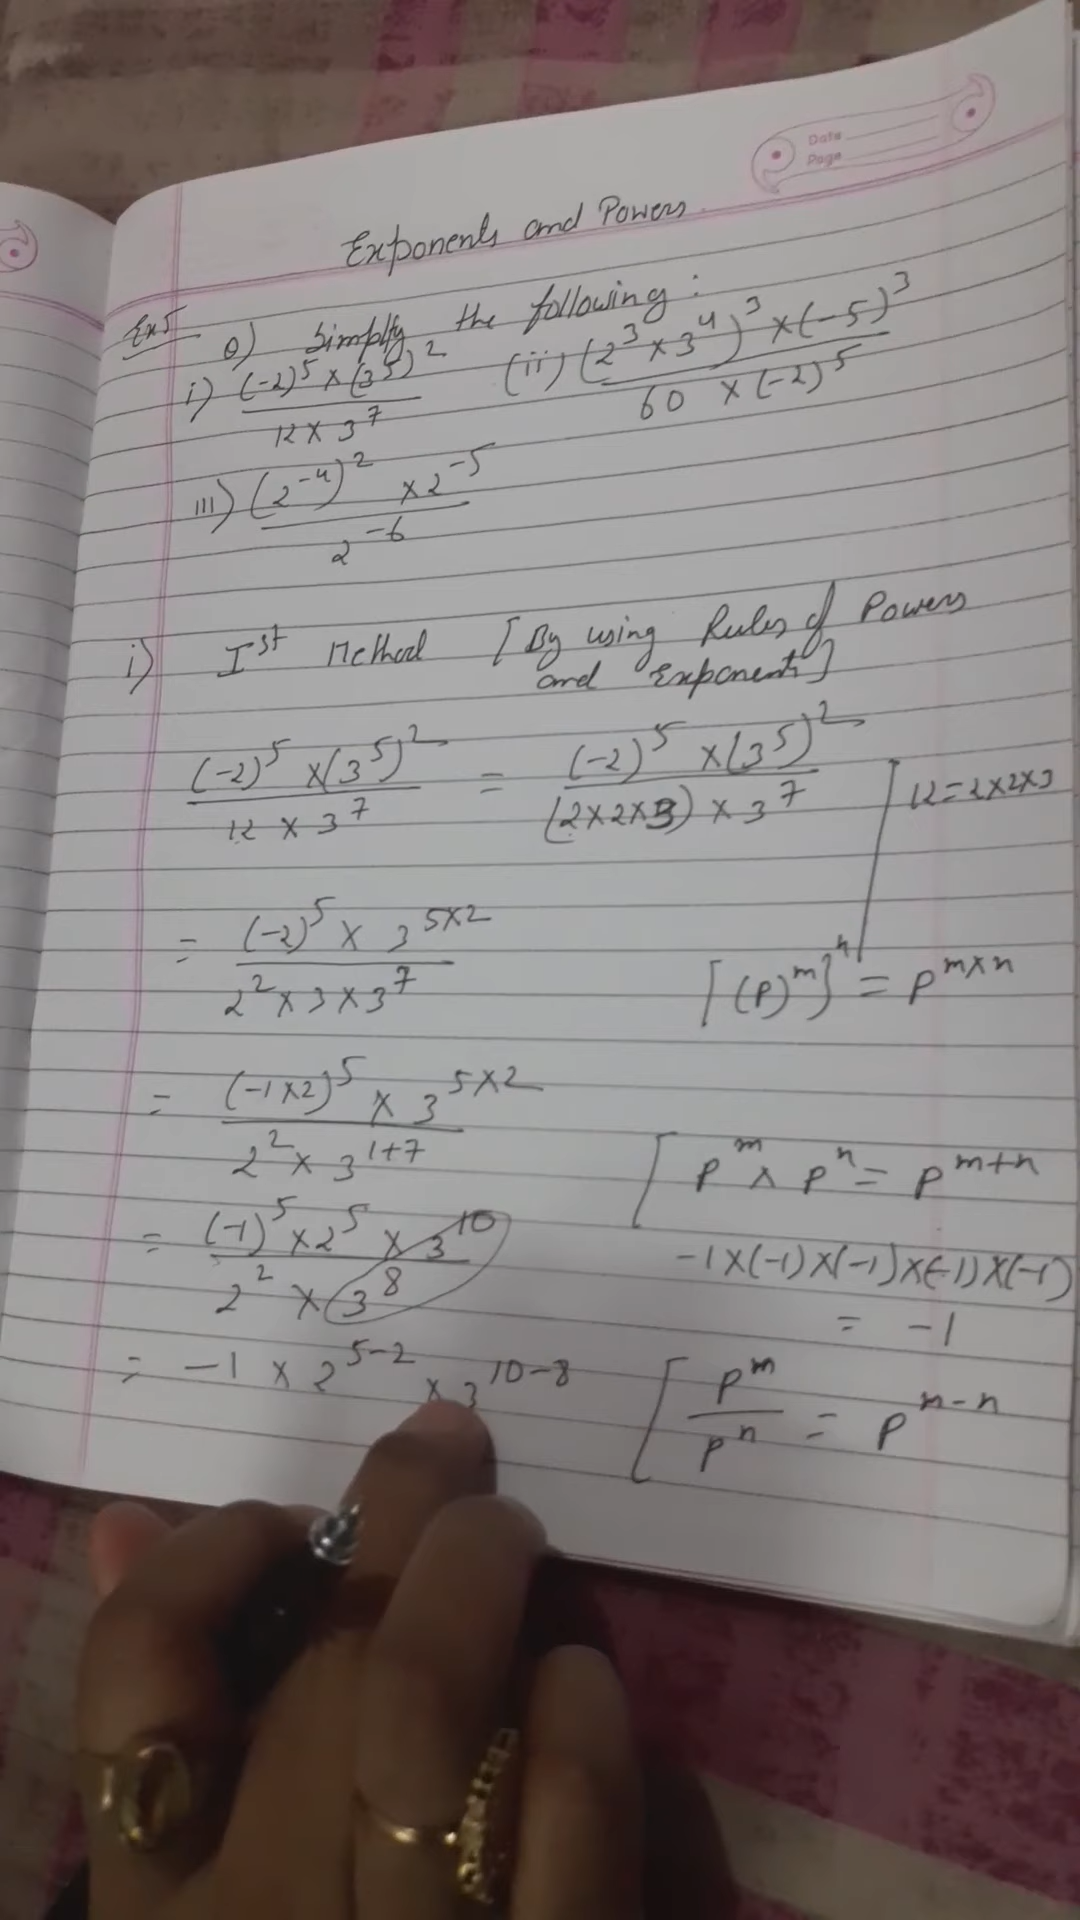 Date
Page
Exponents and Powers
Ex 5 Q) Simplify the following :
i) (-2)^5 × (3^5)^2 / 12 × 3^7 (ii) (2^3 × 3^4)^3 × (-5)^3 / 60 × (-2)^5
iii) (2^-4)^2 × 2^-5 / 2^-6
i) Ist Method [By using Rules of Powers
and Exponents]
(-2)^5 × (3^5)^2 / 12 × 3^7 = (-2)^5 × (3^5)^2 / (2×2×3) × 3^7 [12 = 2×2×3
= (-2)^5 × 3^5×2 / 2^2 × 3 × 3^7 [(P)^m}^n = P^m×n
= (-1×2)^5 × 3^5×2 / 2^2 × 3^1+7 [P^m × P^n = P^m+n
= (-1)^5 × 2^5 × 3^10 / 2^2 × 3^8 -1×(-1)×(-1)×(-1)×(-1)
= -1
= -1 × 2^5-2 × 3^10-8 [P^m / P^n = P^n-n